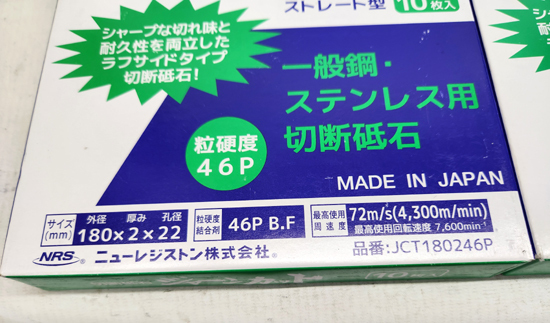 ストレート型 10枚入
シャープな切れ味と
耐久性を両立した
ラフサイドタイプ
切断砥石!
一般鋼・
ステンレス用
切断砥石
粒硬度
46P
MADE IN JAPAN
サイズ(mm) 外径 厚み 孔径
180×2×22
粒硬度
結合剤
46P B.F
最高使用
周速度
72m/s(4,300m/min)
最高使用回転速度 7,600min⁻¹
NRS® ニューレジストン株式会社®
品番:JCT180246P